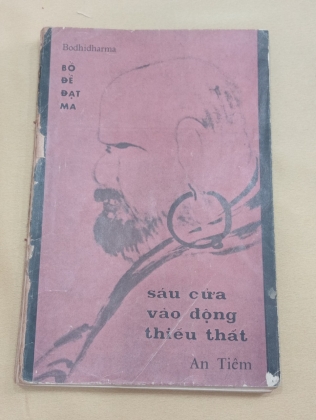 Bodhidharma
BỒ
ĐỀ
ĐẠT
MA
sáu cửa
vào động
thiếu thất
An Tiêm